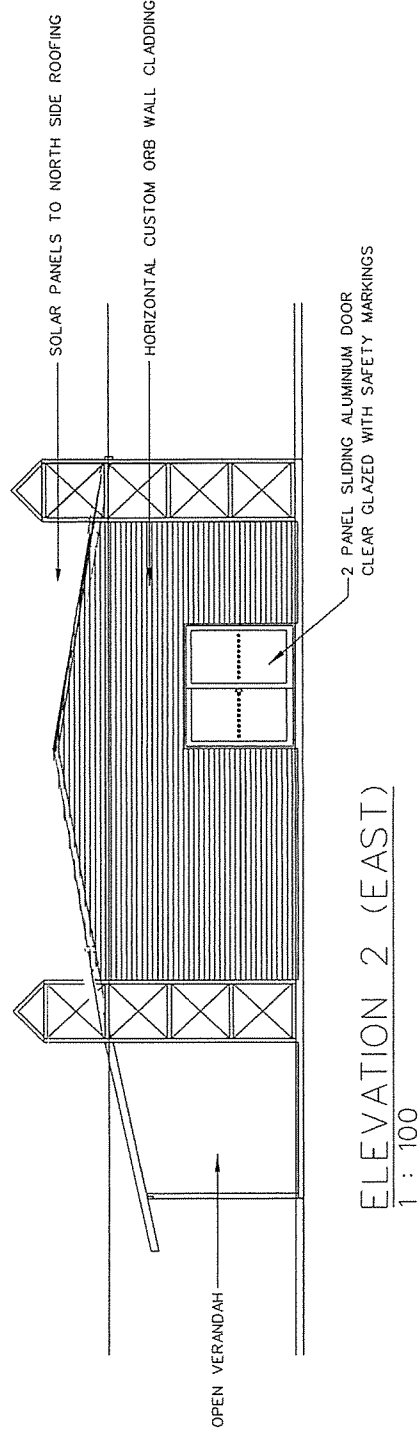 SOLAR PANELS TO NORTH SIDE ROOFING
HORIZONTAL CUSTOM ORB WALL CLADDING
OPEN VERANDAH
2 PANEL SLIDING ALUMINIUM DOOR
CLEAR GLAZED WITH SAFETY MARKINGS
ELEVATION 2 (EAST)
1 : 100